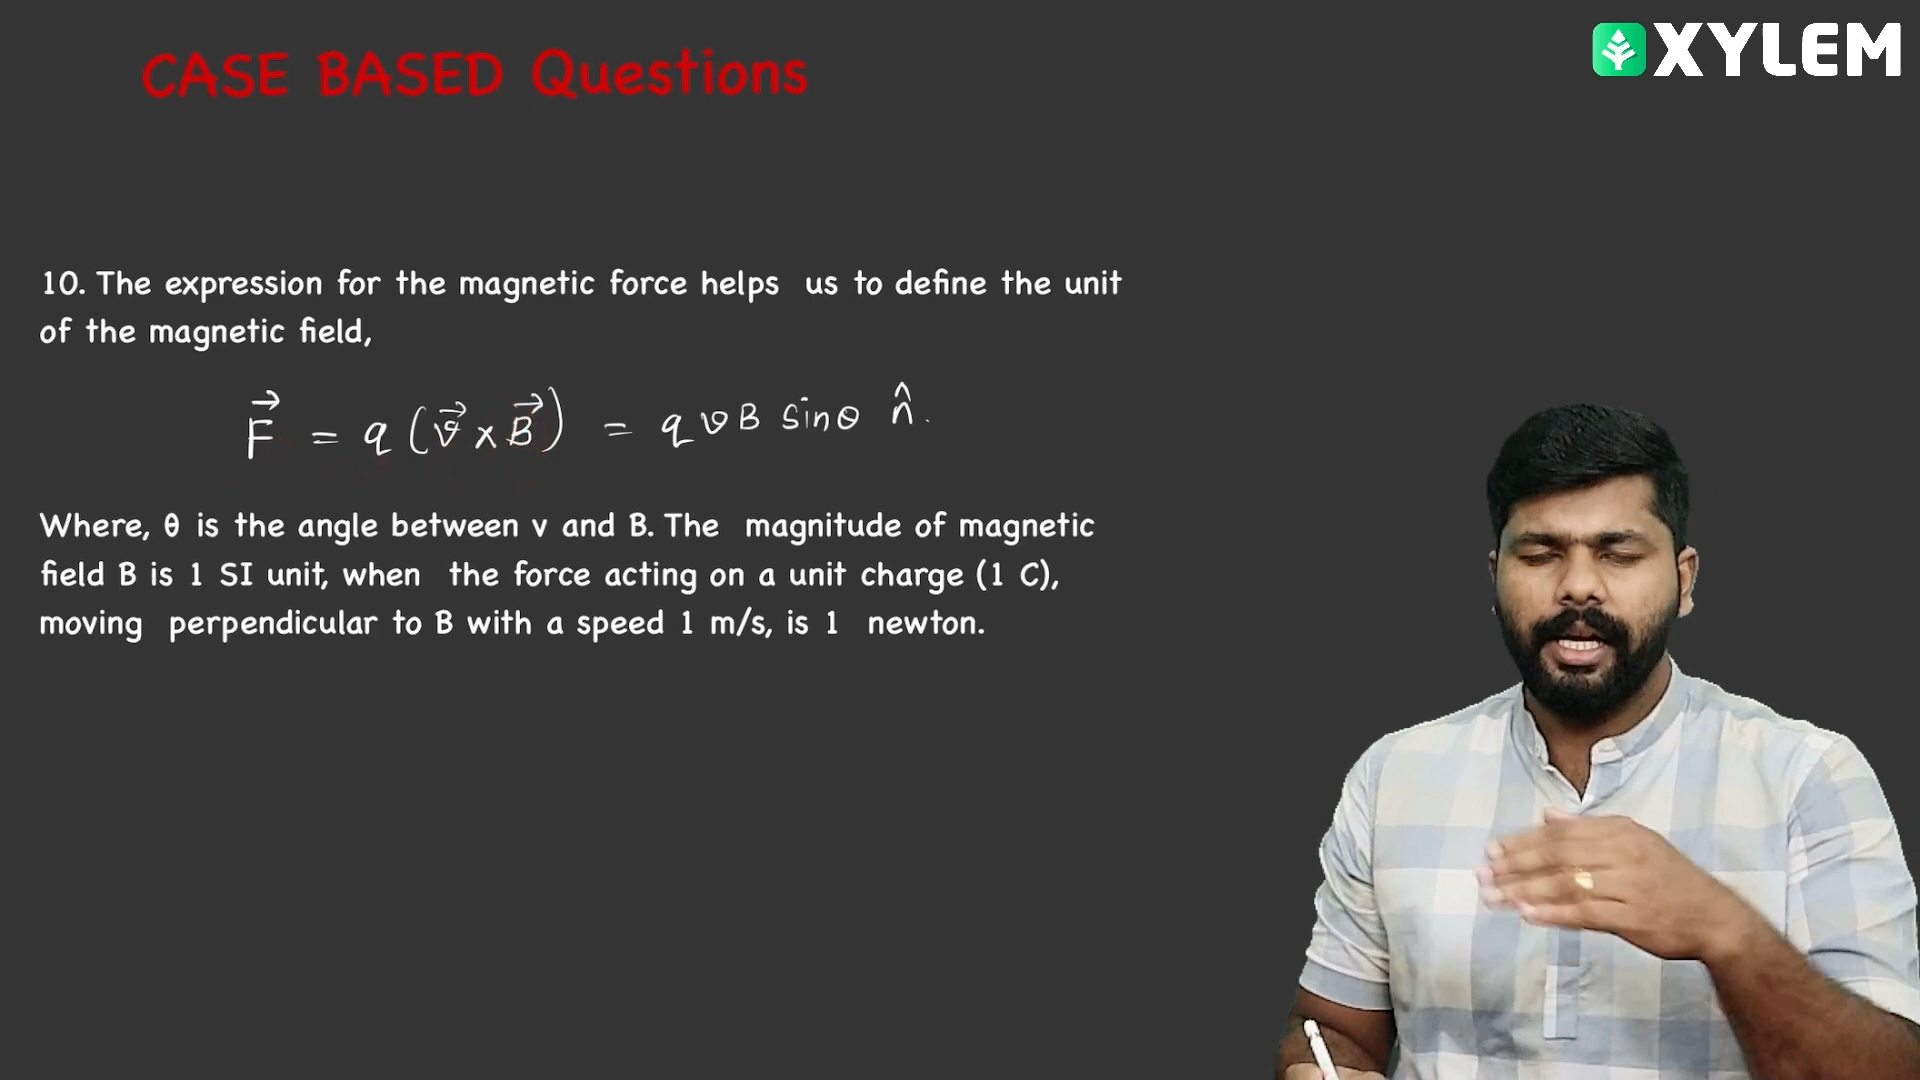 CASE BASED Questions
XYLEM
10. The expression for the magnetic force helps us to define the unit
of the magnetic field,
F⃗ = q (v⃗ × B⃗) = q v B Sinθ n̂.
Where, θ is the angle between v and B. The magnitude of magnetic
field B is 1 SI unit, when the force acting on a unit charge (1 C),
moving perpendicular to B with a speed 1 m/s, is 1 newton.